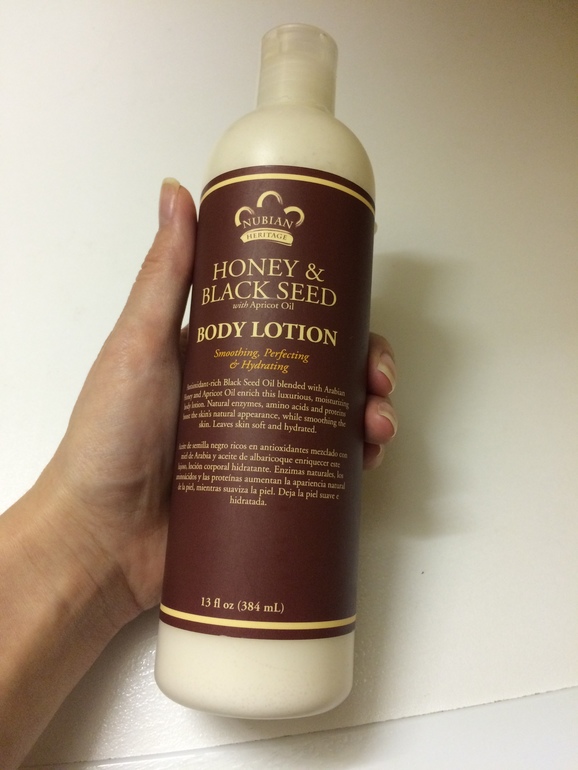 NUBIAN
HERITAGE
HONEY &
BLACK SEED
with Apricot Oil
BODY LOTION
Smoothing, Perfecting
& Hydrating
Antioxidant-rich Black Seed Oil blended with Arabian
Honey and Apricot Oil enrich this luxurious, moisturizing
body lotion. Natural enzymes, amino acids and proteins
boost the skin's natural appearance, while smoothing the
skin. Leaves skin soft and hydrated.
Aceite de semilla negro ricos en antioxidantes mezclado con
miel de Arabia y aceite de albaricoque enriquecer este
loción corporal hidratante. Enzimas naturales, los
aminoácidos y las proteínas aumentan la apariencia natural
de la piel, mientras suaviza la piel. Deja la piel suave e
hidratada.
13 fl oz (384 mL)